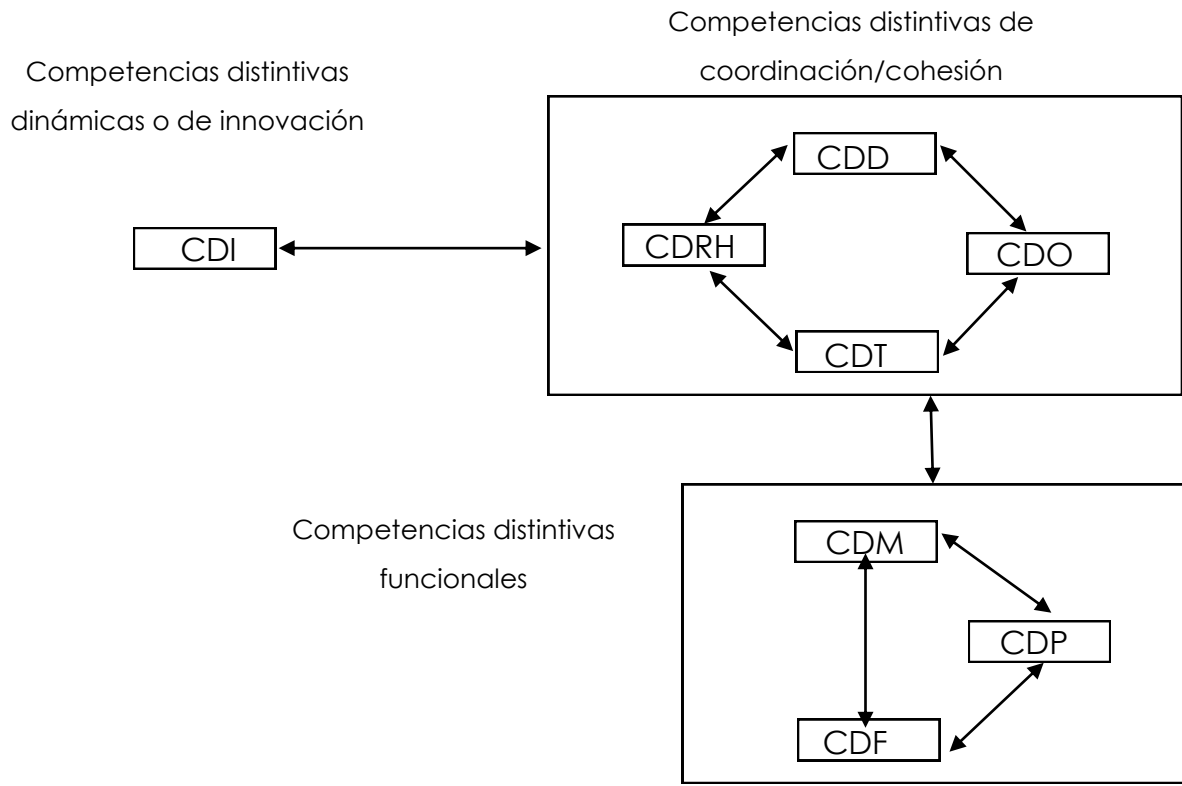 Competencias distintivas de
coordinación/cohesión
Competencias distintivas
dinámicas o de innovación
CDD
CDRH
CDO
CDI
CDT
Competencias distintivas
funcionales
CDM
CDP
CDF